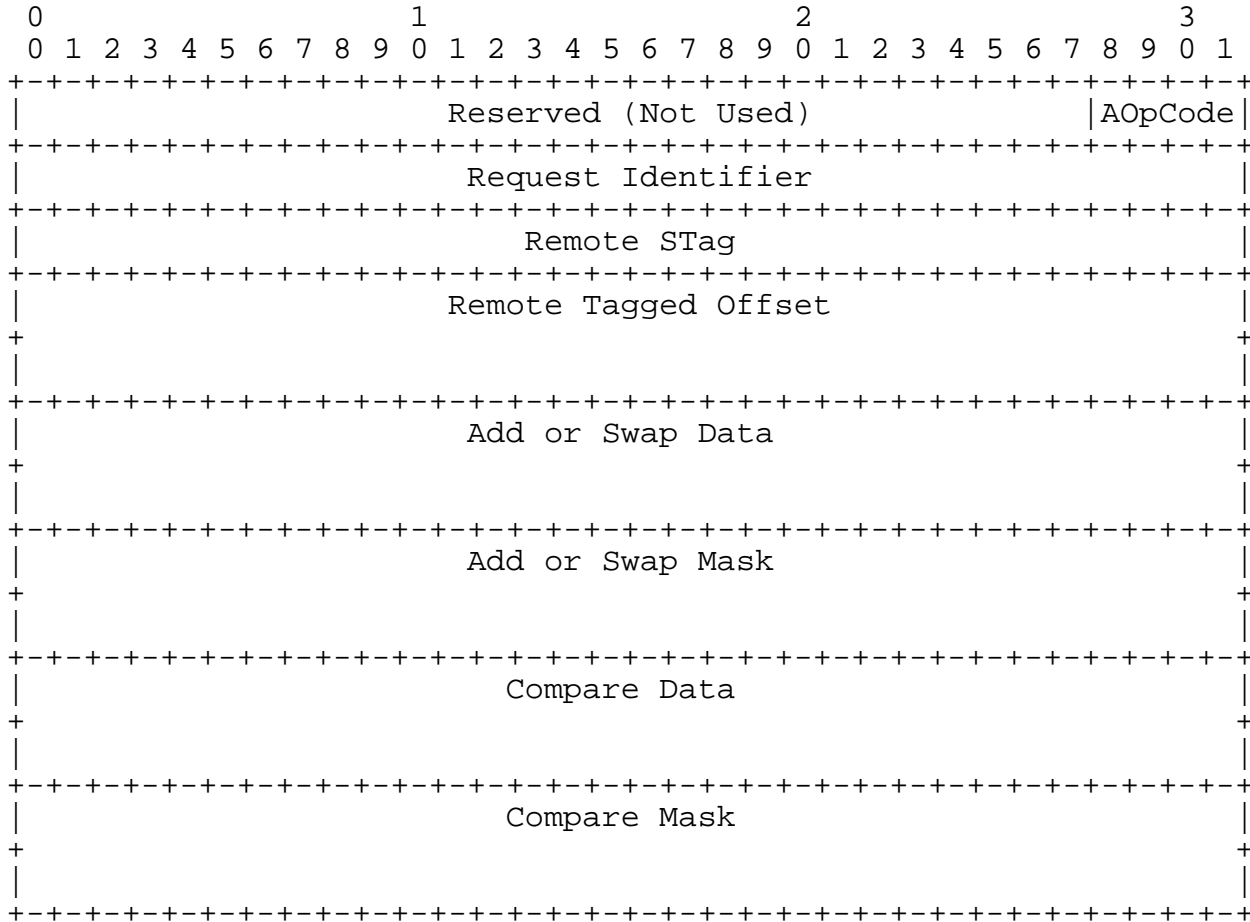 0                   1                   2                   3
0 1 2 3 4 5 6 7 8 9 0 1 2 3 4 5 6 7 8 9 0 1 2 3 4 5 6 7 8 9 0 1
+-+-+-+-+-+-+-+-+-+-+-+-+-+-+-+-+-+-+-+-+-+-+-+-+-+-+-+-+-+-+-+-+
|                      Reserved (Not Used)              |AOpCode|
+-+-+-+-+-+-+-+-+-+-+-+-+-+-+-+-+-+-+-+-+-+-+-+-+-+-+-+-+-+-+-+-+
|                       Request Identifier                      |
+-+-+-+-+-+-+-+-+-+-+-+-+-+-+-+-+-+-+-+-+-+-+-+-+-+-+-+-+-+-+-+-+
|                          Remote STag                          |
+-+-+-+-+-+-+-+-+-+-+-+-+-+-+-+-+-+-+-+-+-+-+-+-+-+-+-+-+-+-+-+-+
|                      Remote Tagged Offset                     |
+                                                               +
|                                                               |
+-+-+-+-+-+-+-+-+-+-+-+-+-+-+-+-+-+-+-+-+-+-+-+-+-+-+-+-+-+-+-+-+
|                       Add or Swap Data                        |
+                                                               +
|                                                               |
+-+-+-+-+-+-+-+-+-+-+-+-+-+-+-+-+-+-+-+-+-+-+-+-+-+-+-+-+-+-+-+-+
|                       Add or Swap Mask                        |
+                                                               +
|                                                               |
+-+-+-+-+-+-+-+-+-+-+-+-+-+-+-+-+-+-+-+-+-+-+-+-+-+-+-+-+-+-+-+-+
|                         Compare Data                          |
+                                                               +
|                                                               |
+-+-+-+-+-+-+-+-+-+-+-+-+-+-+-+-+-+-+-+-+-+-+-+-+-+-+-+-+-+-+-+-+
|                         Compare Mask                          |
+                                                               +
|                                                               |
+-+-+-+-+-+-+-+-+-+-+-+-+-+-+-+-+-+-+-+-+-+-+-+-+-+-+-+-+-+-+-+-+